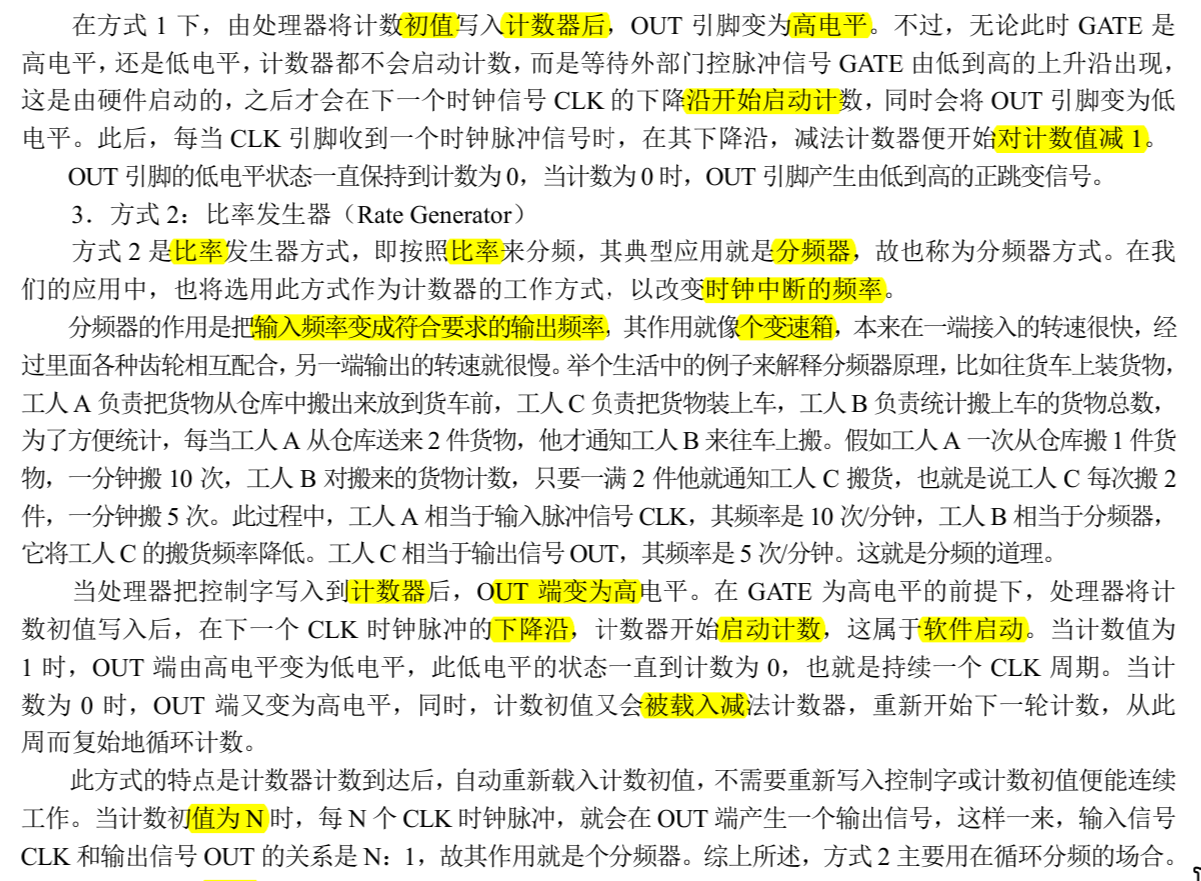 在方式 1 下，由处理器将计数初值写入计数器后，OUT 引脚变为高电平。不过，无论此时 GATE 是
高电平，还是低电平，计数器都不会启动计数，而是等待外部门控脉冲信号 GATE 由低到高的上升沿出现，
这是由硬件启动的，之后才会在下一个时钟信号 CLK 的下降沿开始启动计数，同时会将 OUT 引脚变为低
电平。此后，每当 CLK 引脚收到一个时钟脉冲信号时，在其下降沿，减法计数器便开始对计数值减 1。
OUT 引脚的低电平状态一直保持到计数为 0，当计数为 0 时，OUT 引脚产生由低到高的正跳变信号。
3．方式 2：比率发生器（Rate Generator）
方式 2 是比率发生器方式，即按照比率来分频，其典型应用就是分频器，故也称为分频器方式。在我
们的应用中，也将选用此方式作为计数器的工作方式，以改变时钟中断的频率。
分频器的作用是把输入频率变成符合要求的输出频率，其作用就像个变速箱，本来在一端接入的转速很快，经
过里面各种齿轮相互配合，另一端输出的转速就很慢。举个生活中的例子来解释分频器原理，比如往货车上装货物，
工人 A 负责把货物从仓库中搬出来放到货车前，工人 C 负责把货物装上车，工人 B 负责统计搬上车的货物总数，
为了方便统计，每当工人 A 从仓库送来 2 件货物，他才通知工人 B 来往车上搬。假如工人 A 一次从仓库搬 1 件货
物，一分钟搬 10 次，工人 B 对搬来的货物计数，只要一满 2 件他就通知工人 C 搬货，也就是说工人 C 每次搬 2
件，一分钟搬 5 次。此过程中，工人 A 相当于输入脉冲信号 CLK，其频率是 10 次/分钟，工人 B 相当于分频器，
它将工人 C 的搬货频率降低。工人 C 相当于输出信号 OUT，其频率是 5 次/分钟。这就是分频的道理。
当处理器把控制字写入到计数器后，OUT 端变为高电平。在 GATE 为高电平的前提下，处理器将计
数初值写入后，在下一个 CLK 时钟脉冲的下降沿，计数器开始启动计数，这属于软件启动。当计数值为
1 时，OUT 端由高电平变为低电平，此低电平的状态一直到计数为 0，也就是持续一个 CLK 周期。当计
数为 0 时，OUT 端又变为高电平，同时，计数初值又会被载入减法计数器，重新开始下一轮计数，从此
周而复始地循环计数。
此方式的特点是计数器计数到达后，自动重新载入计数初值，不需要重新写入控制字或计数初值便能连续
工作。当计数初值为 N 时，每 N 个 CLK 时钟脉冲，就会在 OUT 端产生一个输出信号，这样一来，输入信号
CLK 和输出信号 OUT 的关系是 N：1，故其作用就是个分频器。综上所述，方式 2 主要用在循环分频的场合。